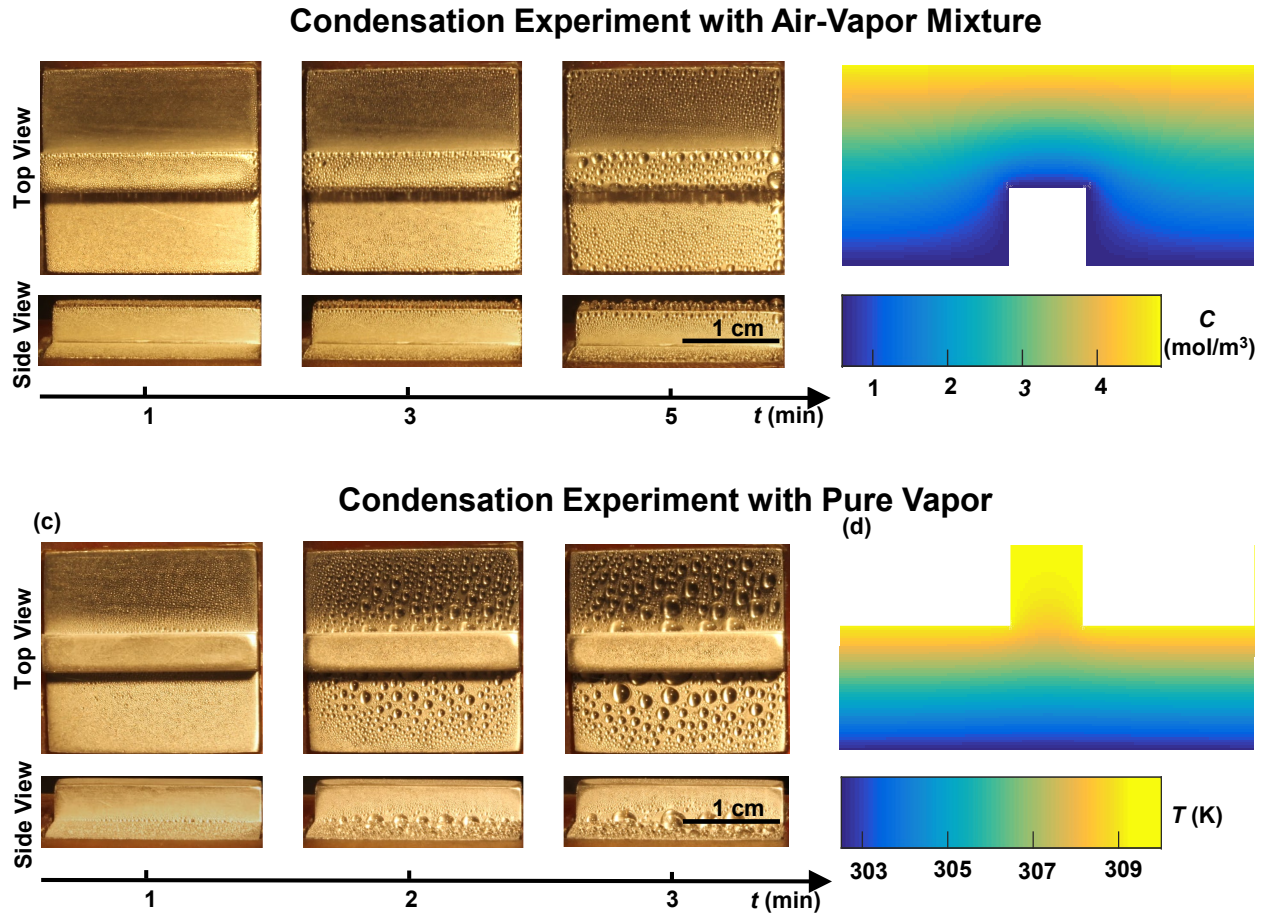 Condensation Experiment with Air-Vapor Mixture
Top View
Side View
1 cm
C
(mol/m³)
1 2 3 4
1 3 5 t (min)
Condensation Experiment with Pure Vapor
(c)
(d)
Top View
Side View
1 cm
T (K)
303 305 307 309
1 2 3 t (min)